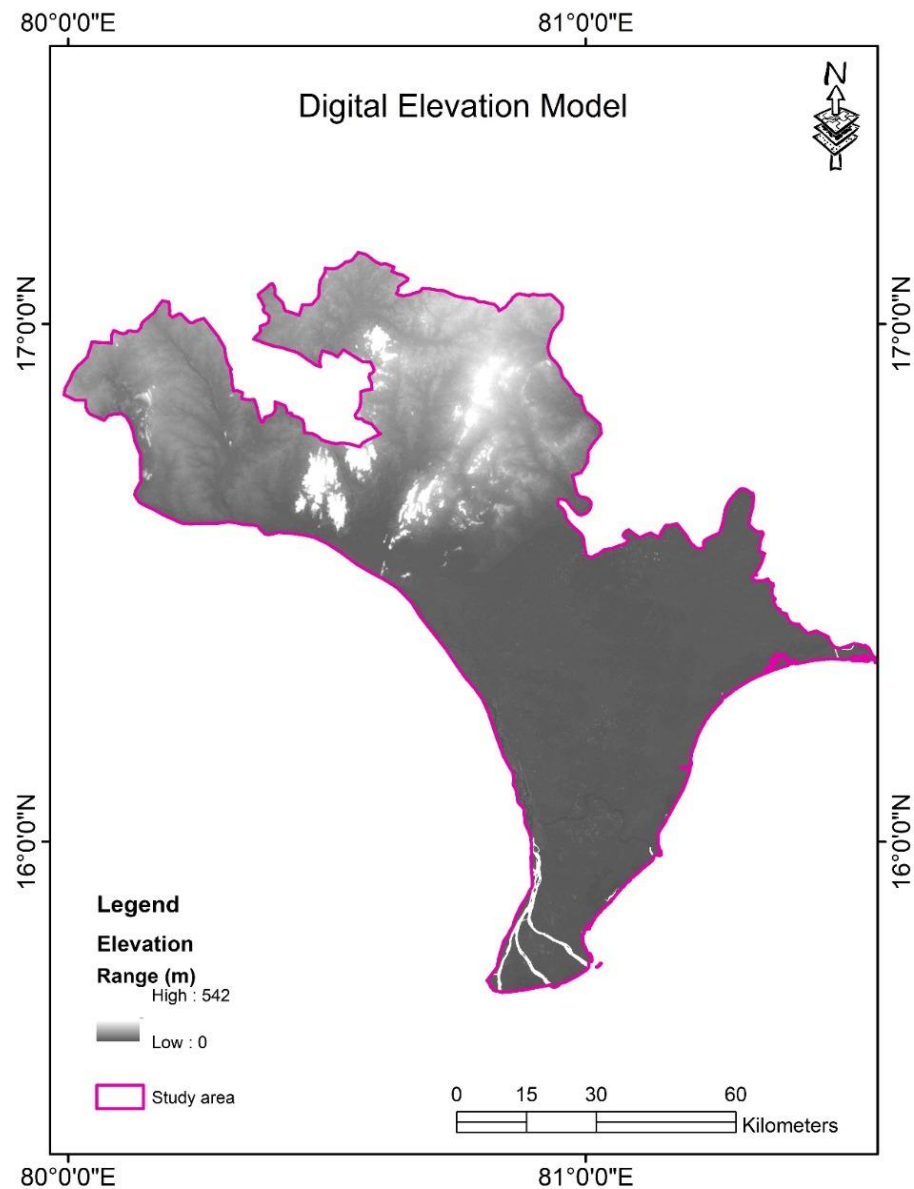 80°0'0"E 81°0'0"E
Digital Elevation Model
N
17°0'0"N 17°0'0"N
16°0'0"N 16°0'0"N
Legend
Elevation
Range (m)
High : 542
Low : 0
Study area
0 15 30 60
Kilometers
80°0'0"E 81°0'0"E